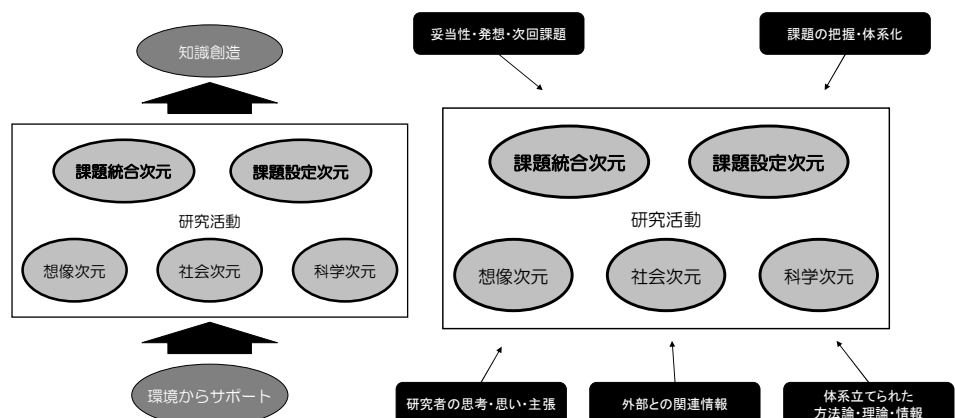 知識創造
課題統合次元
課題設定次元
研究活動
想像次元
社会次元
科学次元
環境からサポート
妥当性・発想・次回課題
課題の把握・体系化
課題統合次元
課題設定次元
研究活動
想像次元
社会次元
科学次元
研究者の思考・思い・主張
外部との関連情報
体系立てられた
方法論・理論・情報